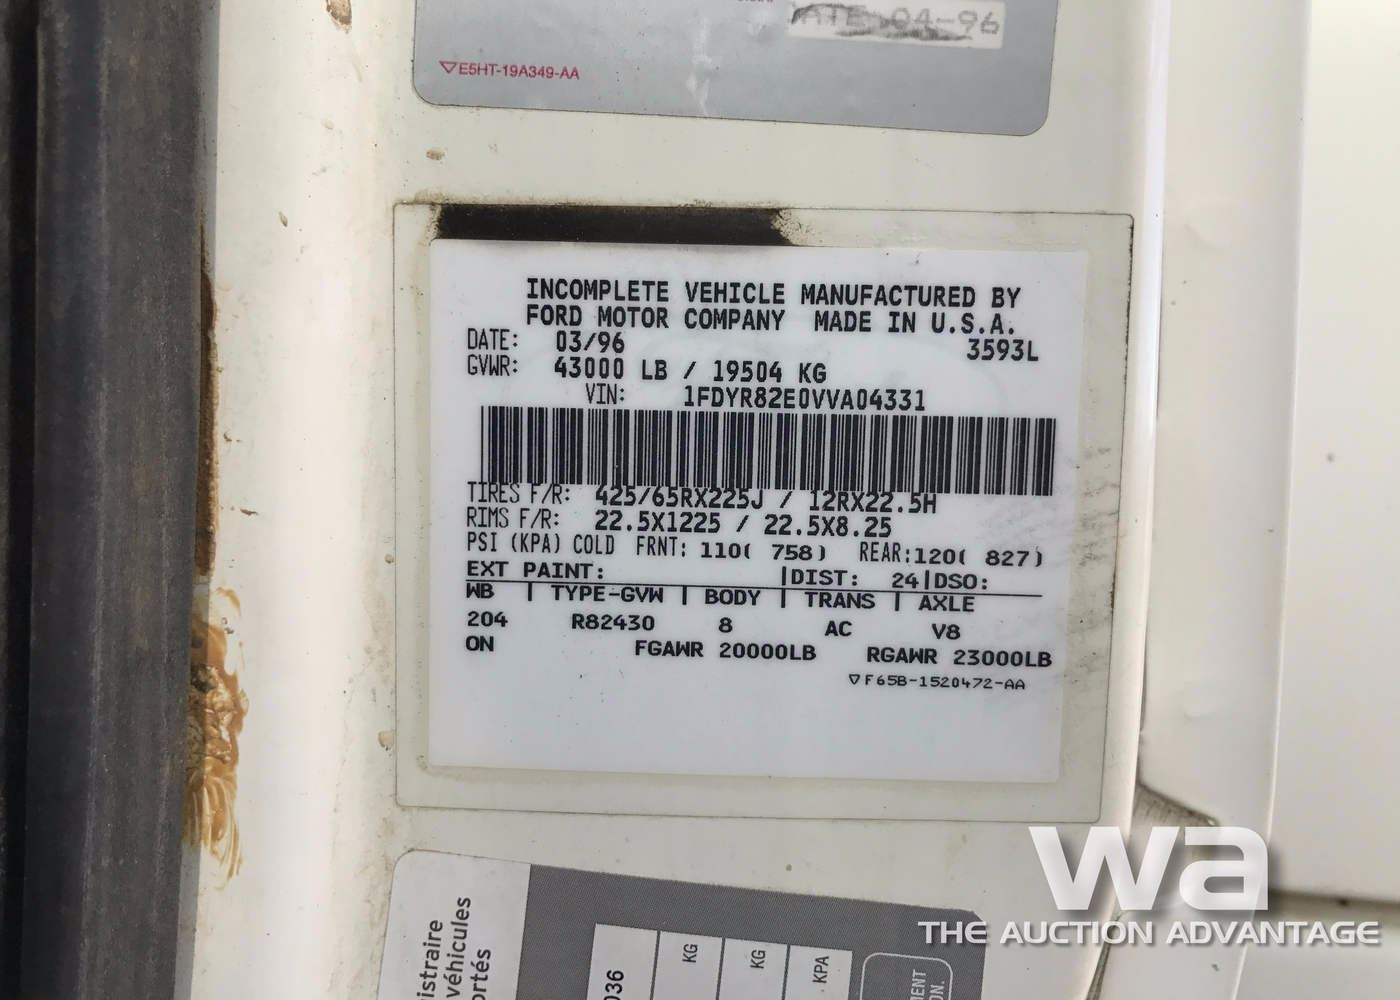 ATE 04-96
▽E5HT-19A349-AA
INCOMPLETE VEHICLE MANUFACTURED BY
FORD MOTOR COMPANY MADE IN U.S.A.
DATE: 03/96 3593L
GVWR: 43000 LB / 19504 KG
VIN: 1FDYR82E0VVA04331
TIRES F/R: 425/65RX225J / 12RX22.5H
RIMS F/R: 22.5X1225 / 22.5X8.25
PSI (KPA) COLD FRNT: 110( 758) REAR:120( 827)
EXT PAINT: |DIST: 24|DSO:
WB | TYPE-GVW | BODY | TRANS | AXLE
204 R82430 8 AC V8
ON FGAWR 20000LB RGAWR 23000LB
▽F65B-1520472-AA
istraire
véhicules
ortés
036
KG
KG
KPA
MENT
ON.
wa
THE AUCTION ADVANTAGE